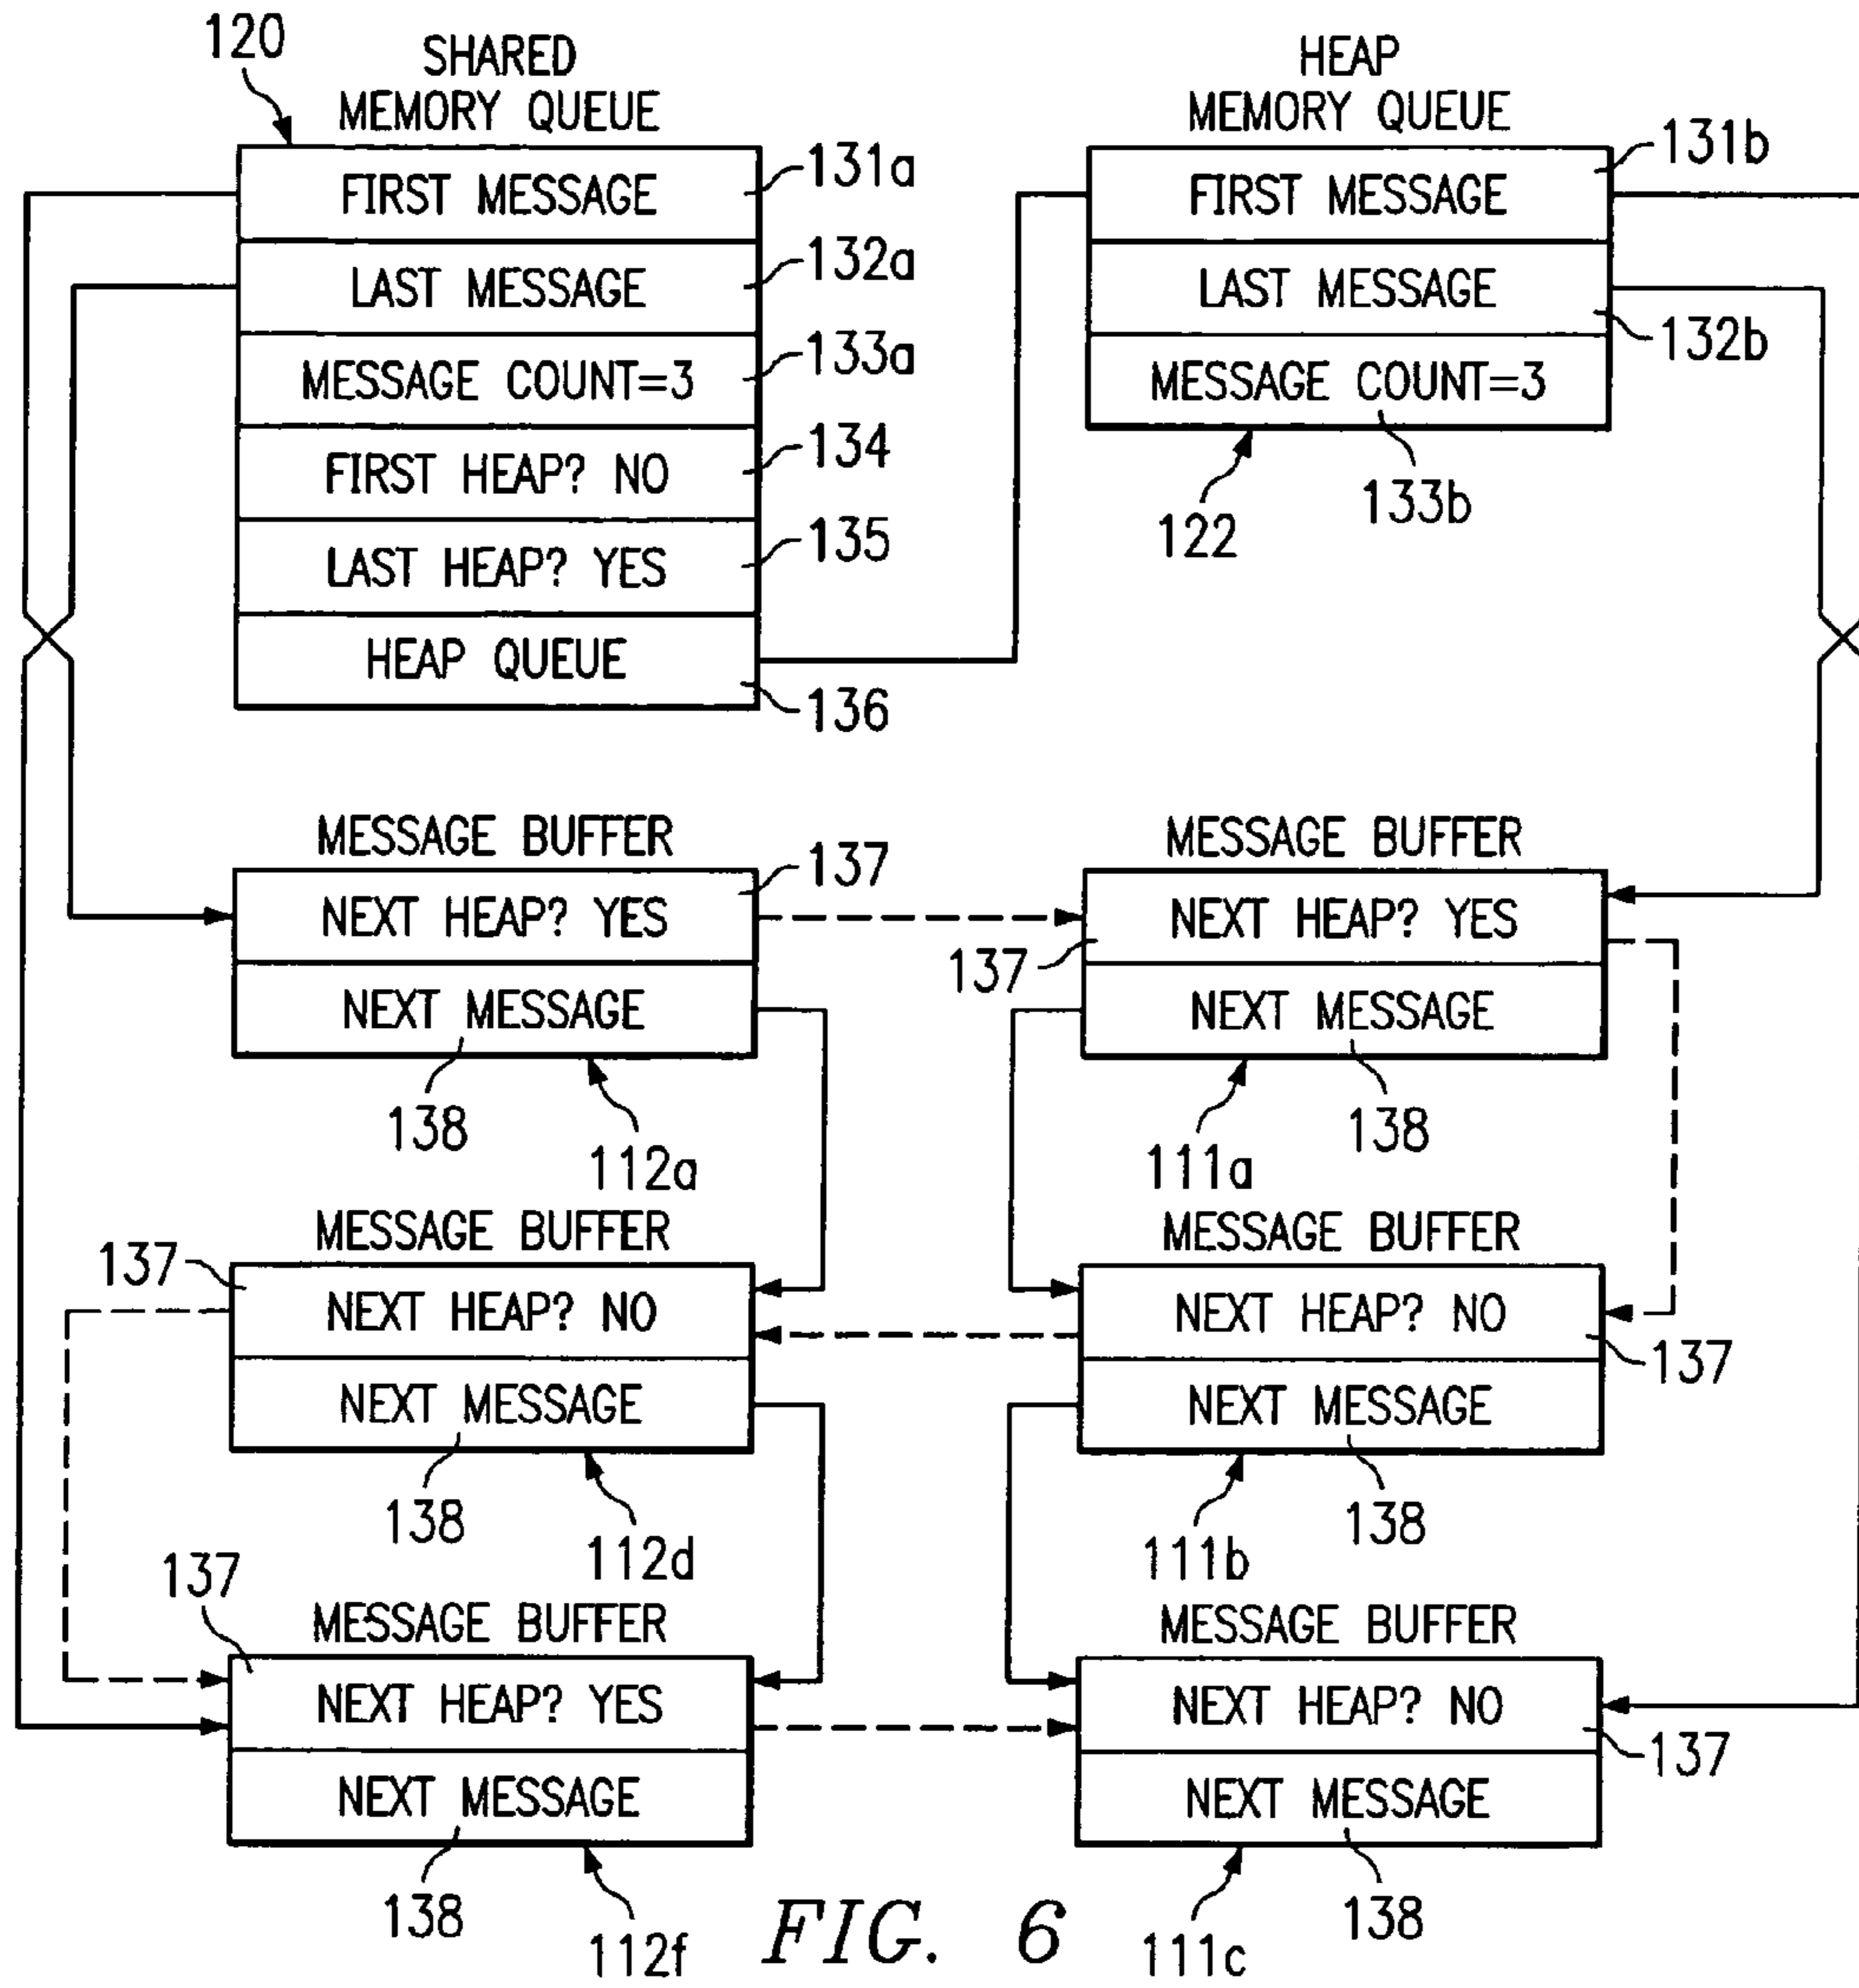 120
SHARED
MEMORY QUEUE
HEAP
MEMORY QUEUE
FIRST MESSAGE
131a
FIRST MESSAGE
131b
LAST MESSAGE
132a
LAST MESSAGE
132b
MESSAGE COUNT=3
133a
MESSAGE COUNT=3
133b
FIRST HEAP? NO
134
122
LAST HEAP? YES
135
HEAP QUEUE
136
MESSAGE BUFFER
MESSAGE BUFFER
NEXT HEAP? YES
137
NEXT HEAP? YES
137
NEXT MESSAGE
NEXT MESSAGE
138
112a
111a
138
MESSAGE BUFFER
MESSAGE BUFFER
137
NEXT HEAP? NO
NEXT HEAP? NO
137
NEXT MESSAGE
NEXT MESSAGE
138
112d
111b
138
137
MESSAGE BUFFER
MESSAGE BUFFER
NEXT HEAP? YES
NEXT HEAP? NO
137
NEXT MESSAGE
NEXT MESSAGE
138
112f
111c
138
FIG. 6